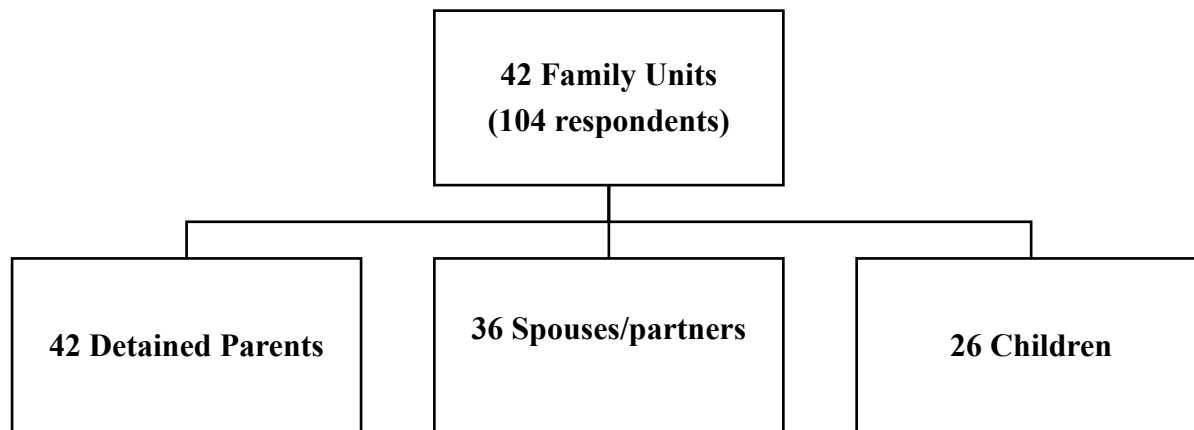 42 Family Units
(104 respondents)
42 Detained Parents
36 Spouses/partners
26 Children